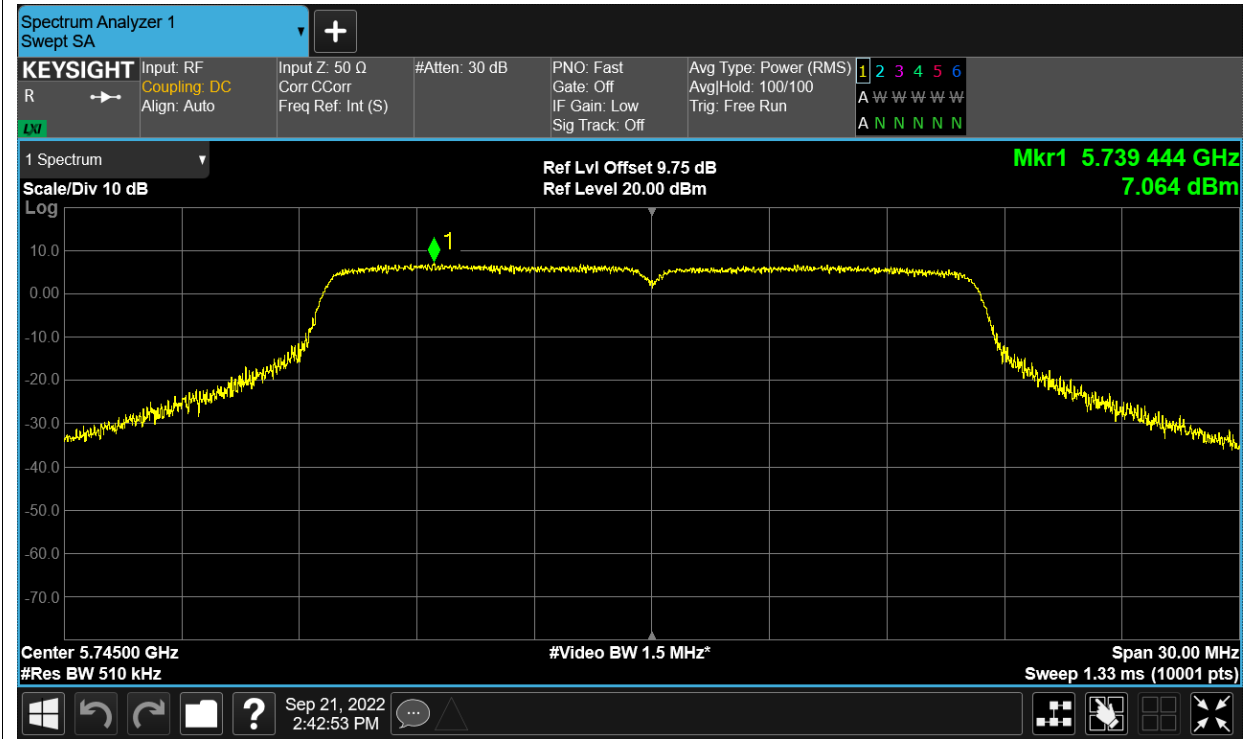 Spectrum Analyzer 1
Swept SA
KEYSIGHT
R
LXI
Input: RF
Coupling: DC
Align: Auto
Input Z: 50 Ω
Corr CCorr
Freq Ref: Int (S)
#Atten: 30 dB
PNO: Fast
Gate: Off
IF Gain: Low
Sig Track: Off
Avg Type: Power (RMS)
Avg|Hold: 100/100
Trig: Free Run
1 2 3 4 5 6
A W W W W W
A N N N N N
1 Spectrum
Scale/Div 10 dB
Log
Ref Lvl Offset 9.75 dB
Ref Level 20.00 dBm
Mkr1 5.739 444 GHz
7.064 dBm
1
10.0
0.00
-10.0
-20.0
-30.0
-40.0
-50.0
-60.0
-70.0
Center 5.74500 GHz
#Res BW 510 kHz
#Video BW 1.5 MHz*
Span 30.00 MHz
Sweep 1.33 ms (10001 pts)
?
Sep 21, 2022
2:42:53 PM